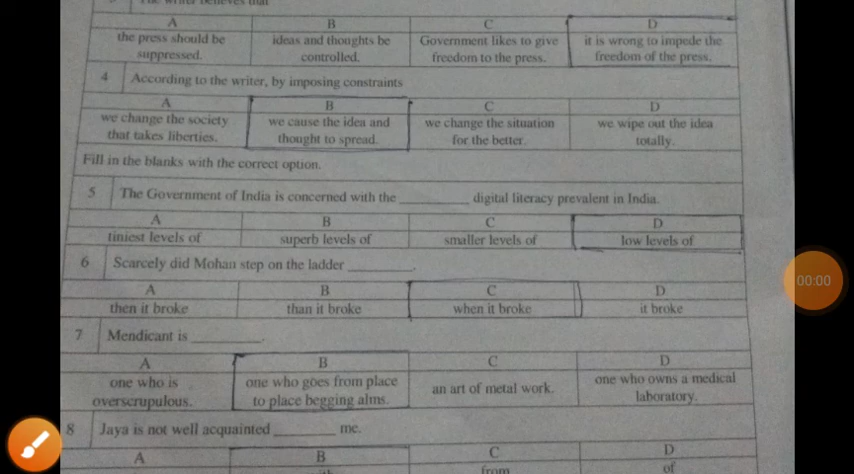 The writer believes that
A B C D
the press should be suppressed. ideas and thoughts be controlled. Government likes to give freedom to the press. it is wrong to impede the freedom of the press.
4 According to the writer, by imposing constraints
A B C D
we change the society that takes liberties. we cause the idea and thought to spread. we change the situation for the better. we wipe out the idea totally.
Fill in the blanks with the correct option.
5 The Government of India is concerned with the ________ digital literacy prevalent in India.
A B C D
tiniest levels of superb levels of smaller levels of low levels of
6 Scarcely did Mohan step on the ladder ________.
A B C D
then it broke than it broke when it broke it broke
7 Mendicant is ________.
A B C D
one who is overscrupulous. one who goes from place to place begging alms. an art of metal work. one who owns a medical laboratory.
8 Jaya is not well acquainted ________ me.
A B C D
from of
00:00